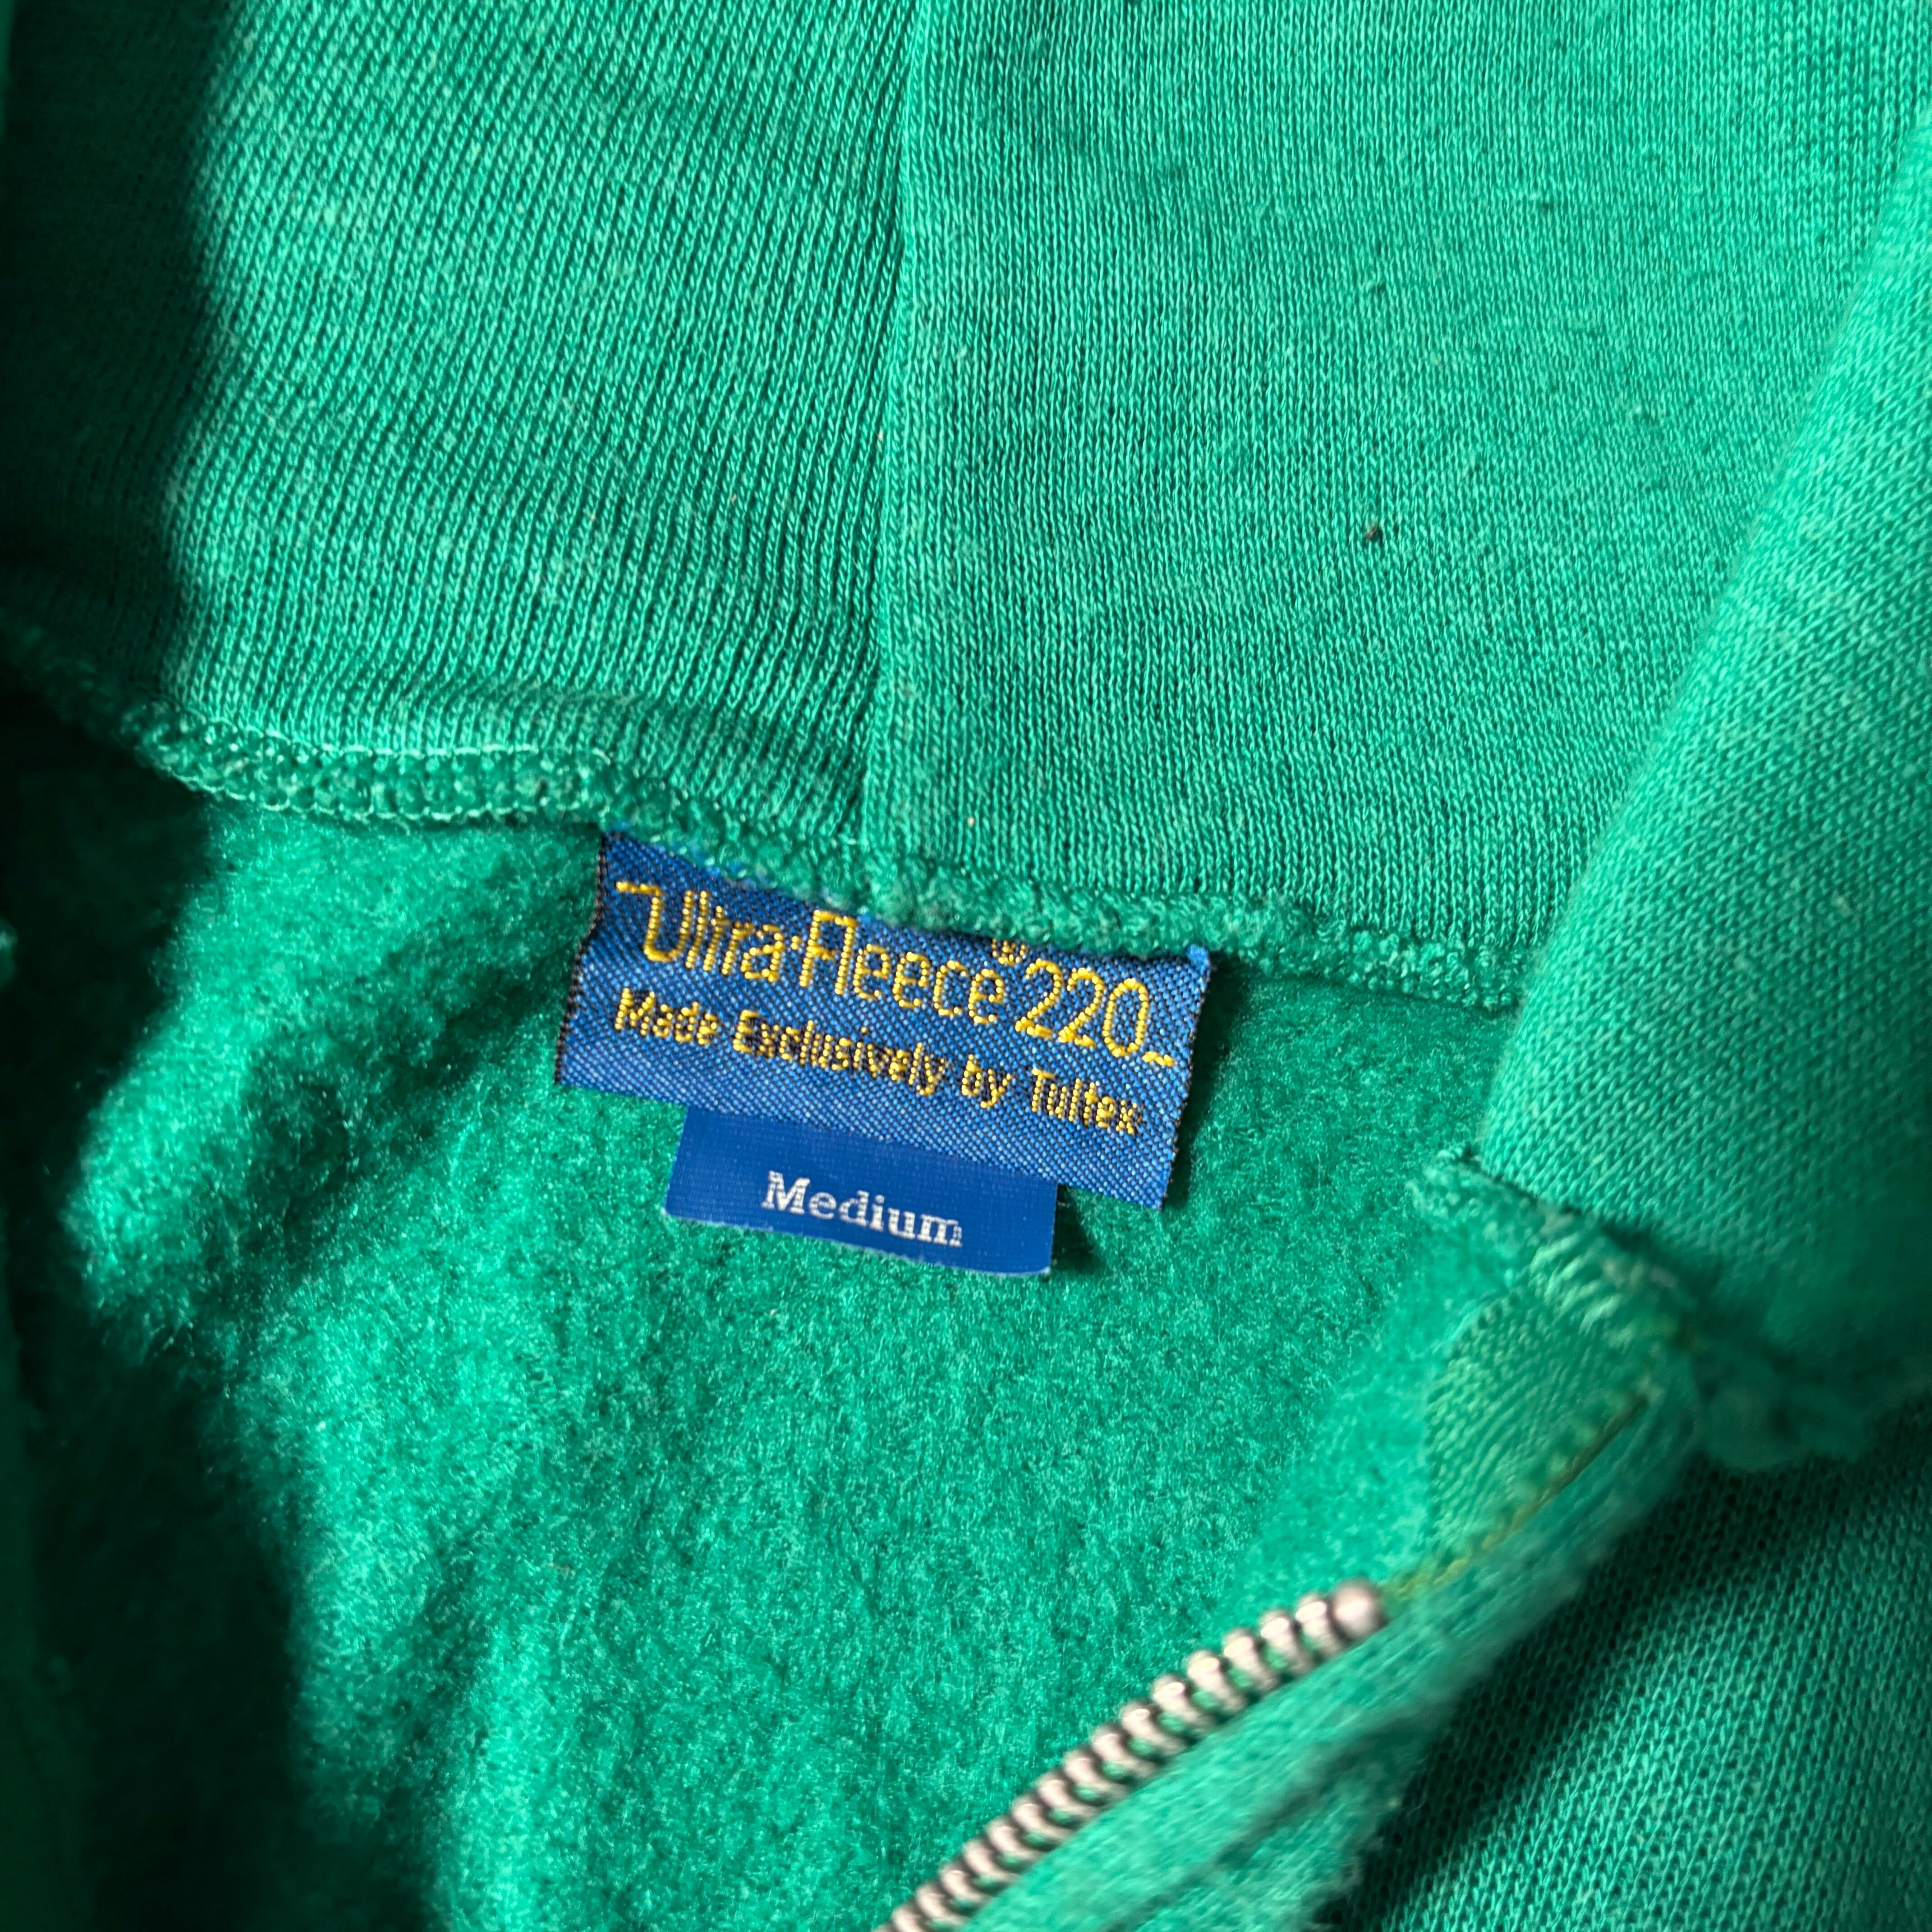 Ultra-Fleece®220
Made Exclusively by Tultex
Medium